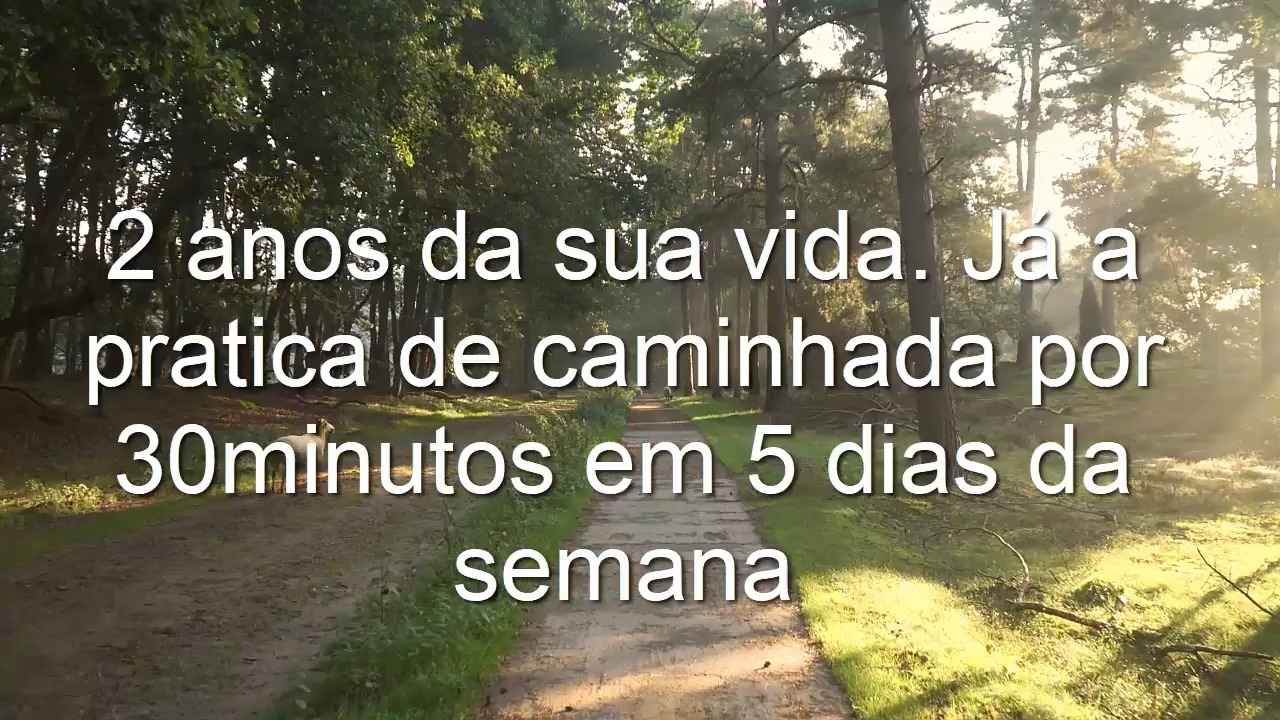 2 anos da sua vida. Já a
pratica de caminhada por
30minutos em 5 dias da
semana